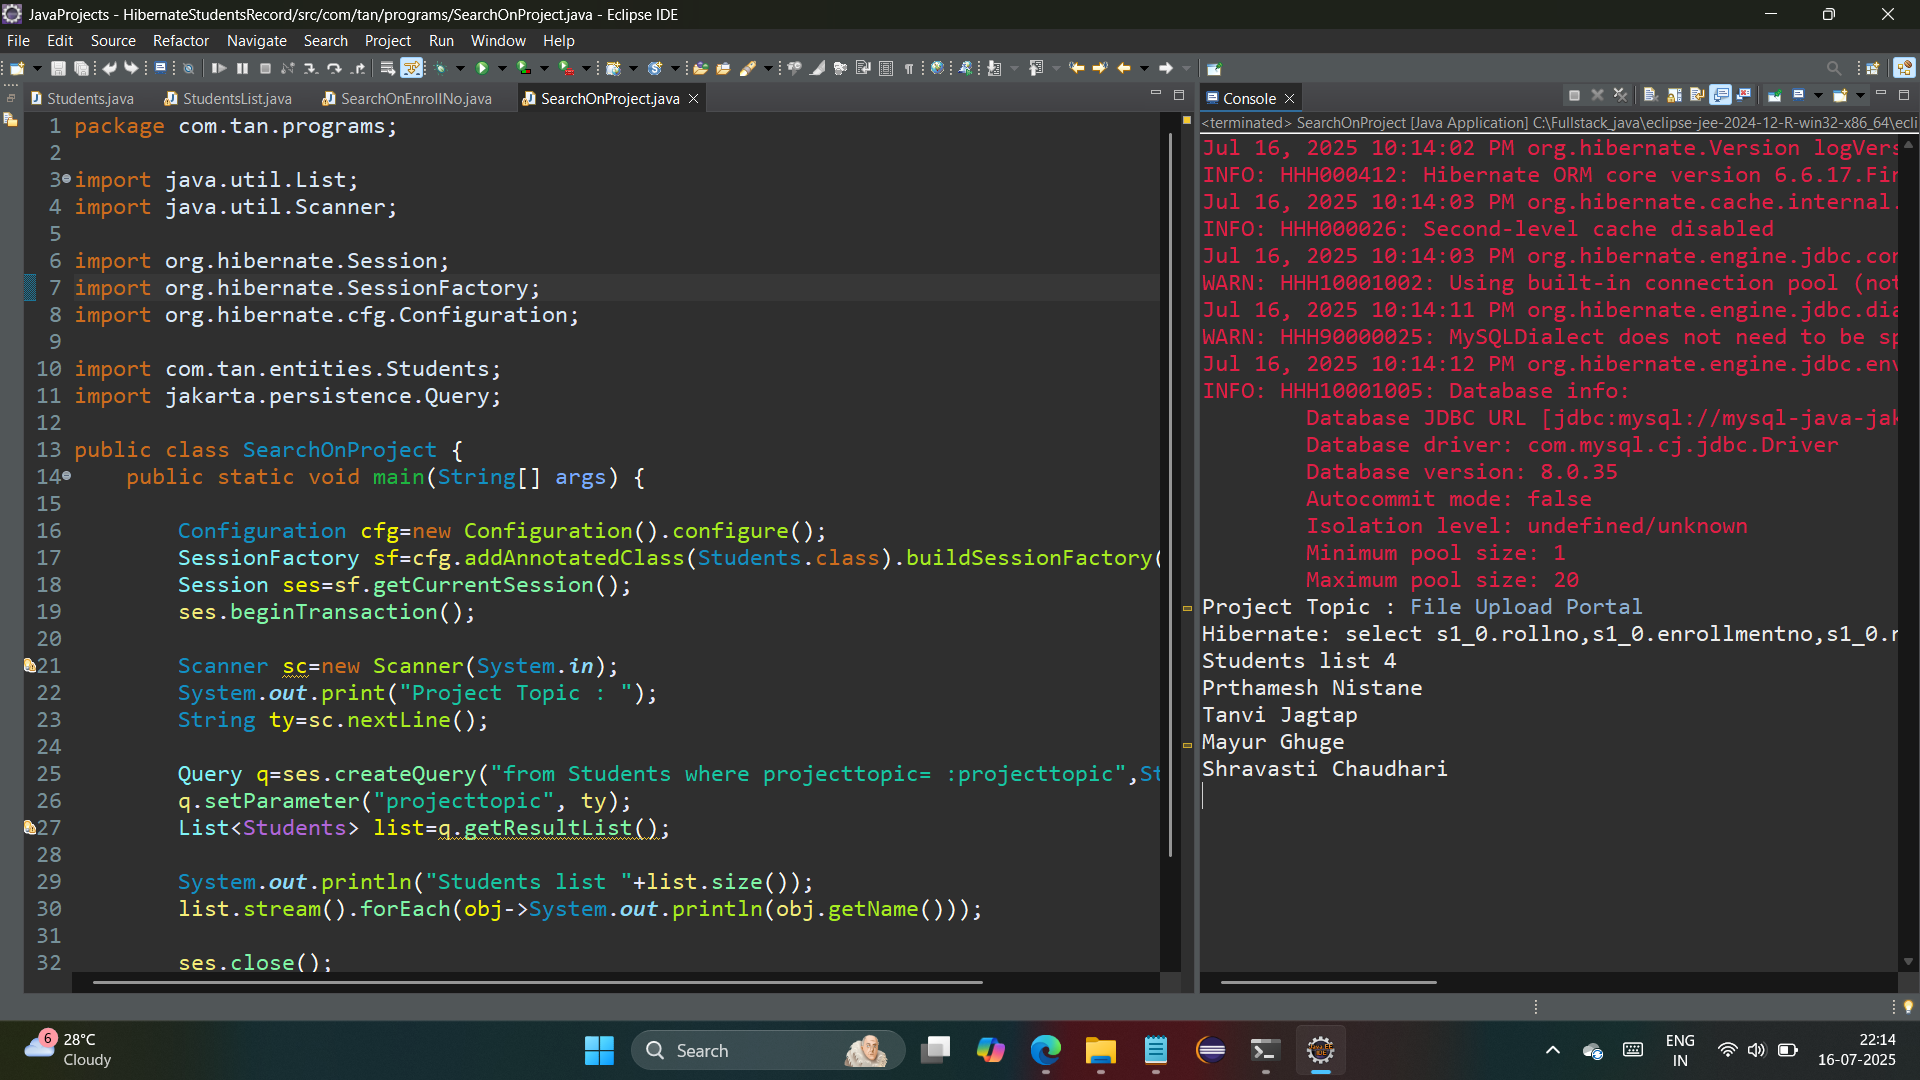 JavaProjects - HibernateStudentsRecord/src/com/tan/programs/SearchOnProject.java - Eclipse IDE
File Edit Source Refactor Navigate Search Project Run Window Help
Students.java StudentsList.java SearchOnEnrollNo.java SearchOnProject.java
1 package com.tan.programs;
2
3 import java.util.List;
4 import java.util.Scanner;
5
6 import org.hibernate.Session;
7 import org.hibernate.SessionFactory;
8 import org.hibernate.cfg.Configuration;
9
10 import com.tan.entities.Students;
11 import jakarta.persistence.Query;
12
13 public class SearchOnProject {
14 public static void main(String[] args) {
15
16 Configuration cfg=new Configuration().configure();
17 SessionFactory sf=cfg.addAnnotatedClass(Students.class).buildSessionFactory(
18 Session ses=sf.getCurrentSession();
19 ses.beginTransaction();
20
21 Scanner sc=new Scanner(System.in);
22 System.out.print("Project Topic : ");
23 String ty=sc.nextLine();
24
25 Query q=ses.createQuery("from Students where projecttopic= :projecttopic",St
26 q.setParameter("projecttopic", ty);
27 List<Students> list=q.getResultList();
28
29 System.out.println("Students list "+list.size());
30 list.stream().forEach(obj->System.out.println(obj.getName()));
31
32 ses.close();
Console
<terminated> SearchOnProject [Java Application] C:\Fullstack_java\eclipse-jee-2024-12-R-win32-x86_64\ecli
Jul 16, 2025 10:14:02 PM org.hibernate.Version logVers
INFO: HHH000412: Hibernate ORM core version 6.6.17.Fin
Jul 16, 2025 10:14:03 PM org.hibernate.cache.internal.
INFO: HHH000026: Second-level cache disabled
Jul 16, 2025 10:14:03 PM org.hibernate.engine.jdbc.con
WARN: HHH10001002: Using built-in connection pool (not
Jul 16, 2025 10:14:11 PM org.hibernate.engine.jdbc.dia
WARN: HHH90000025: MySQLDialect does not need to be sp
Jul 16, 2025 10:14:12 PM org.hibernate.engine.jdbc.env
INFO: HHH10001005: Database info:
Database JDBC URL [jdbc:mysql://mysql-java-jak
Database driver: com.mysql.cj.jdbc.Driver
Database version: 8.0.35
Autocommit mode: false
Isolation level: undefined/unknown
Minimum pool size: 1
Maximum pool size: 20
Project Topic : File Upload Portal
Hibernate: select s1_0.rollno,s1_0.enrollmentno,s1_0.n
Students list 4
Prthamesh Nistane
Tanvi Jagtap
Mayur Ghuge
Shravasti Chaudhari
6
28°C
Cloudy
Search
ENG
IN
22:14
16-07-2025